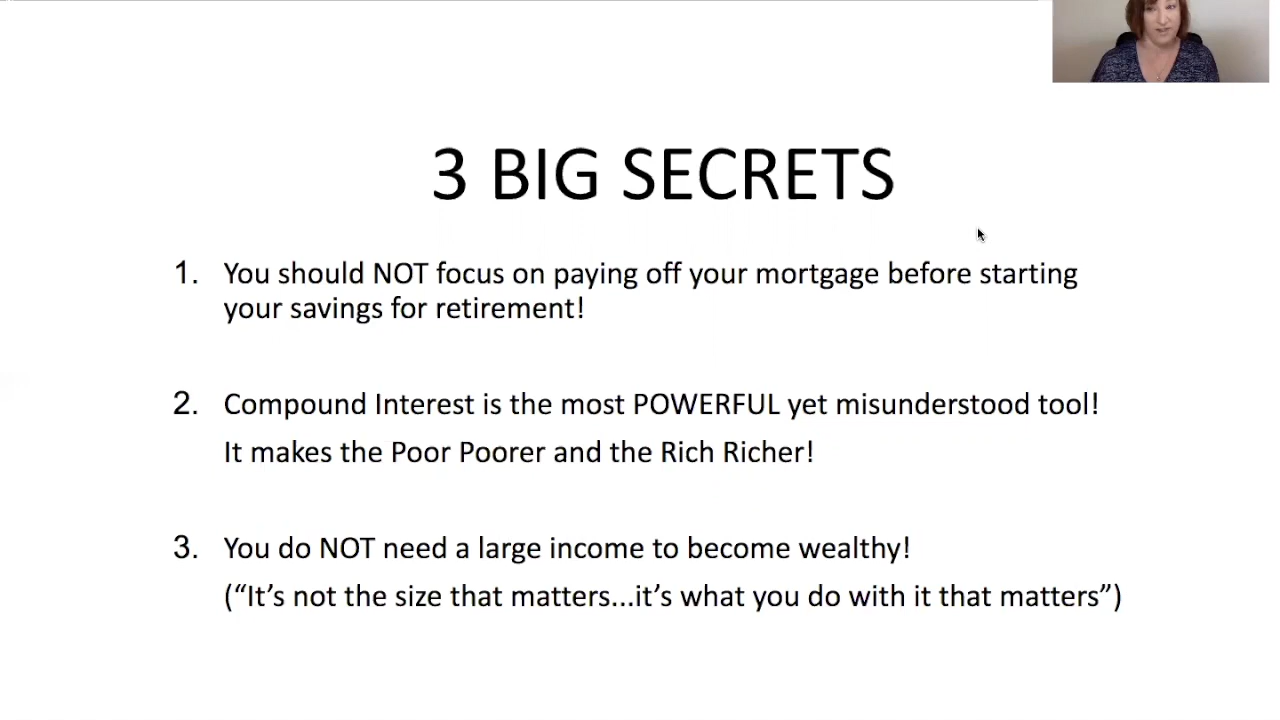 3 BIG SECRETS
1. You should NOT focus on paying off your mortgage before starting
your savings for retirement!
2. Compound Interest is the most POWERFUL yet misunderstood tool!
It makes the Poor Poorer and the Rich Richer!
3. You do NOT need a large income to become wealthy!
(“It’s not the size that matters...it’s what you do with it that matters”)